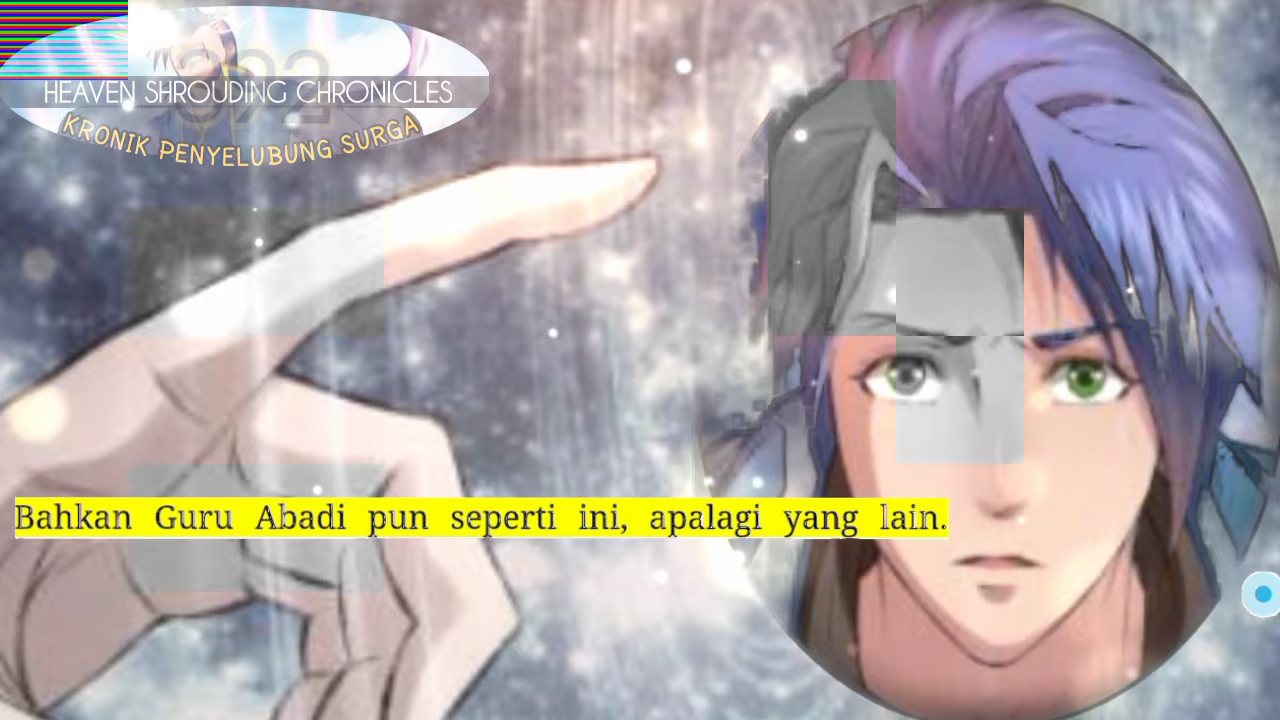 HEAVEN SHROUDING CHRONICLES
KRONIK PENYELUBUNG SURGA
Bahkan Guru Abadi pun seperti ini, apalagi yang lain.